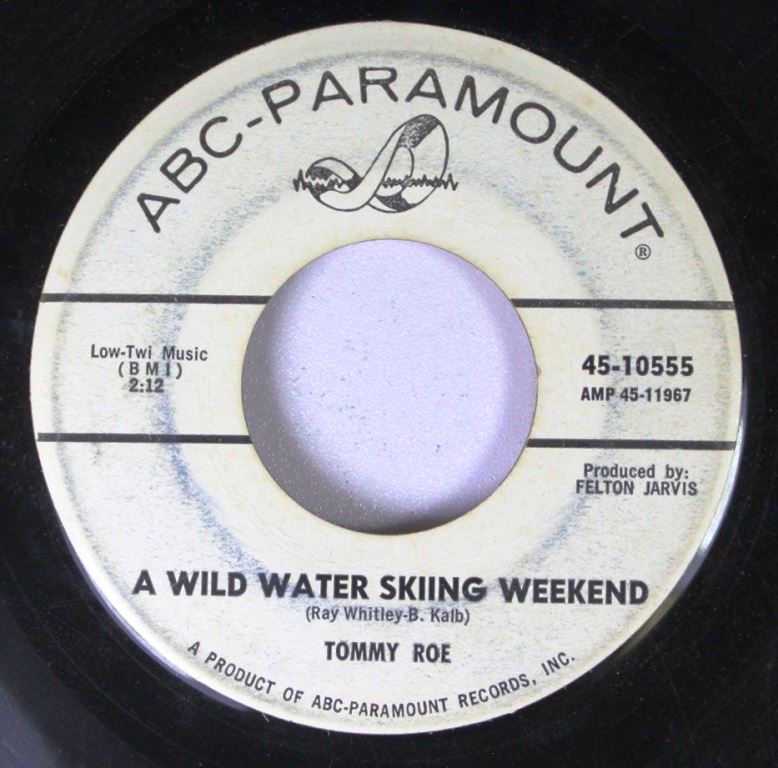 ABC-PARAMOUNT®
Low-Twi Music
(BMI)
2:12
45-10555
AMP 45-11967
Produced by:
FELTON JARVIS
A WILD WATER SKIING WEEKEND
(Ray Whitley-B. Kalb)
TOMMY ROE
A PRODUCT OF ABC-PARAMOUNT RECORDS, INC.